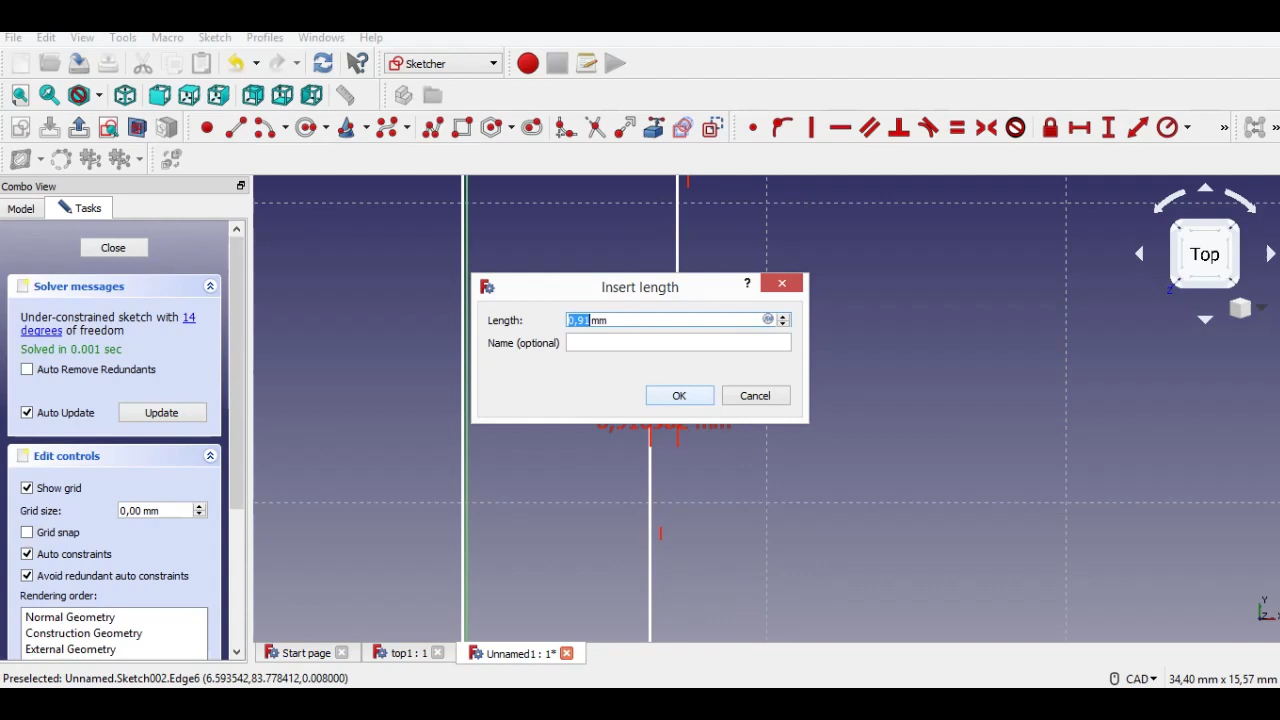 File Edit View Tools Macro Sketch Profiles Windows Help
Sketcher
Combo View
Model Tasks
Close
Solver messages
Under-constrained sketch with 14
degrees of freedom
Solved in 0.001 sec
Auto Remove Redundants
Auto Update Update
Edit controls
Show grid
Grid size: 0,00 mm
Grid snap
Auto constraints
Avoid redundant auto constraints
Rendering order:
Normal Geometry
Construction Geometry
External Geometry
Insert length
?
Length: 0,91 mm
Name (optional)
OK Cancel
mm
Top
Z
Y
Z X
Start page top1 : 1 Unnamed1 : 1*
Preselected: Unnamed.Sketch002.Edge6 (6.593542,83.778412,0.008000)
CAD 34,40 mm x 15,57 mm